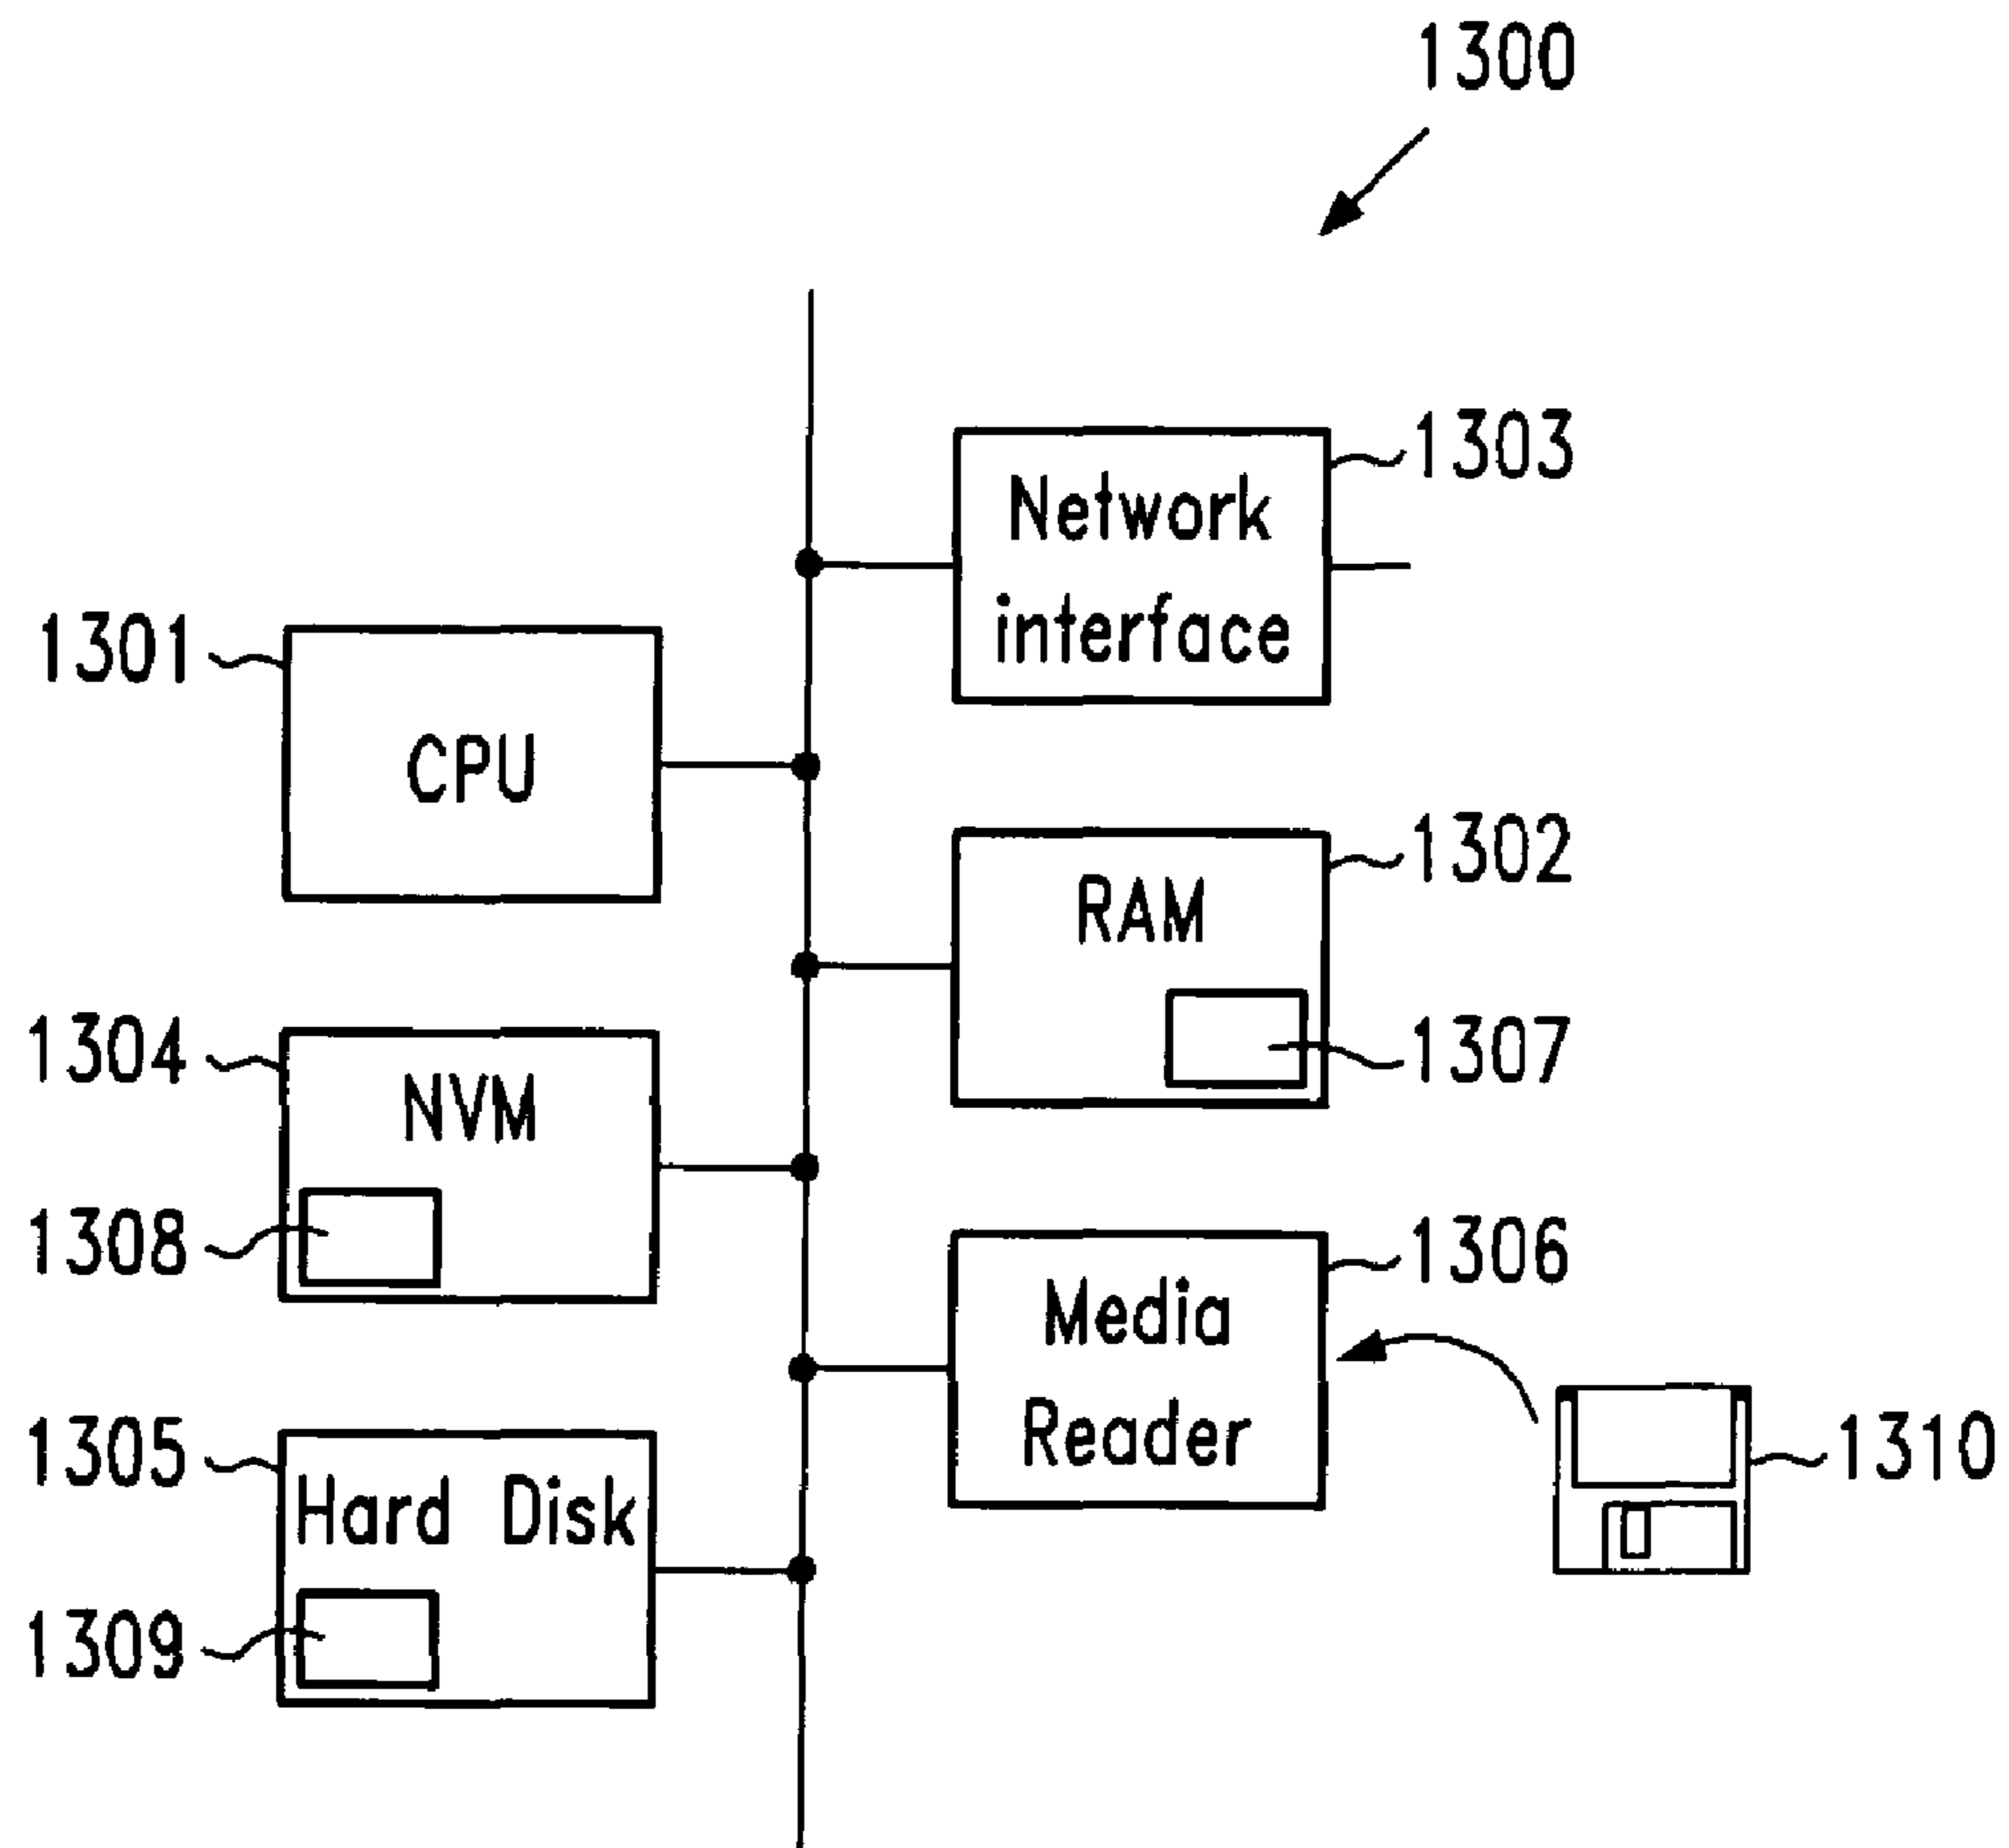 1300
1303
Network
interface
1301
CPU
1302
RAM
1304
NVM
1307
1308
1306
Media
Reader
1305
Hard Disk
1310
1309